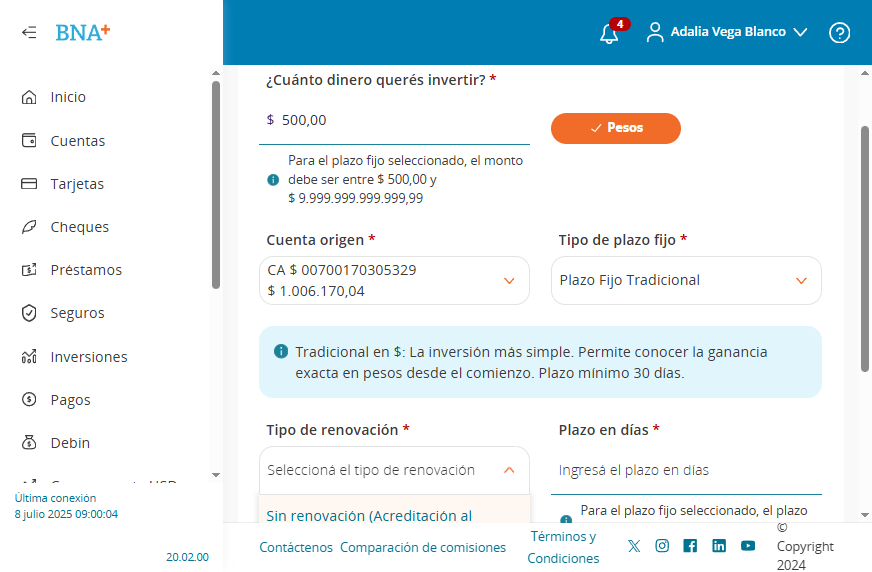 BNA+
4
Adalia Vega Blanco
Inicio
Cuentas
Tarjetas
Cheques
Préstamos
Seguros
Inversiones
Pagos
Debin
Última conexión
8 julio 2025 09:00:04
20.02.00
¿Cuánto dinero querés invertir? *
$ 500,00
Pesos
Para el plazo fijo seleccionado, el monto
debe ser entre $ 500,00 y
$ 9.999.999.999.999,99
Cuenta origen *
Tipo de plazo fijo *
CA $ 00700170305329
$ 1.006.170,04
Plazo Fijo Tradicional
Tradicional en $: La inversión más simple. Permite conocer la ganancia
exacta en pesos desde el comienzo. Plazo mínimo 30 días.
Tipo de renovación *
Plazo en días *
Seleccioná el tipo de renovación
Ingresá el plazo en días
Sin renovación (Acreditación al
Para el plazo fijo seleccionado, el plazo
Contáctenos
Comparación de comisiones
Términos y
Condiciones
©
Copyright
2024